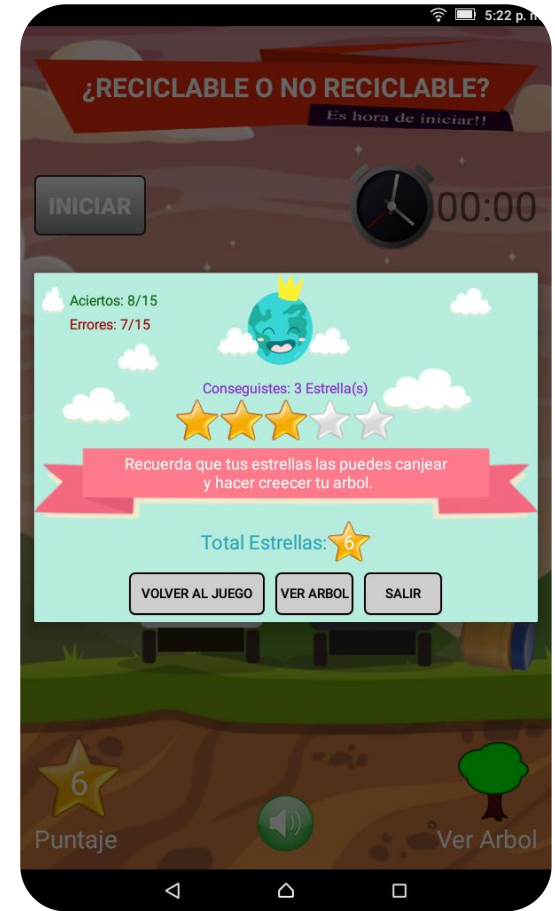 5:22 p.
¿RECICLABLE O NO RECICLABLE?
Es hora de iniciar!!
INICIAR
00:00
Aciertos: 8/15
Errores: 7/15
Conseguistes: 3 Estrella(s)
Recuerda que tus estrellas las puedes canjear
y hacer creecer tu arbol.
Total Estrellas: 6
VOLVER AL JUEGO VER ARBOL SALIR
6
Puntaje
Ver Arbol